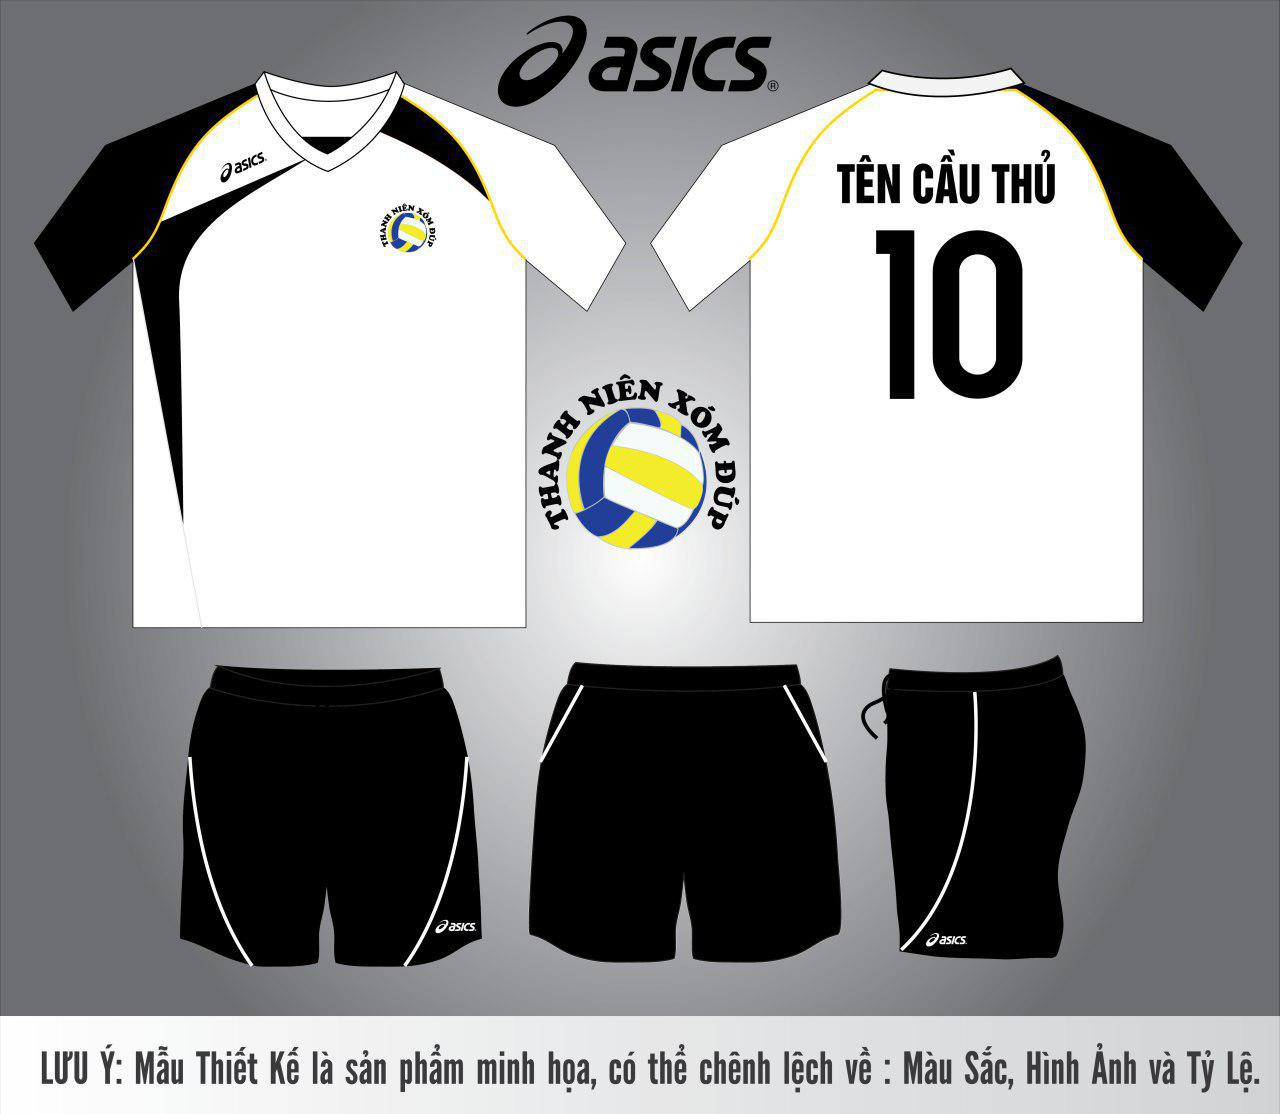 asics®
asics
THANH NIÊN XÓM ĐÚP
TÊN CẦU THỦ
10
THANH NIÊN XÓM ĐÚP
asics
asics
LƯU Ý: Mẫu Thiết Kế là sản phẩm minh họa, có thể chênh lệch về : Màu Sắc, Hình Ảnh và Tỷ Lệ.